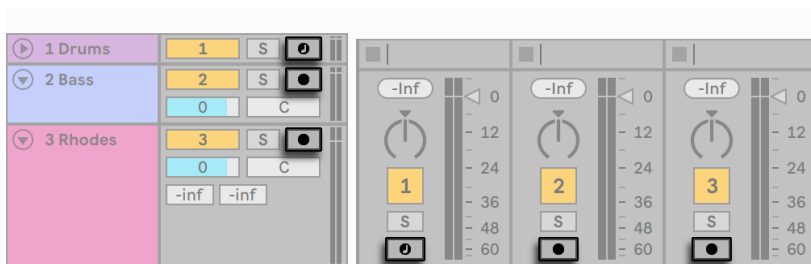 1 Drums 1 S
2 Bass 2 S
0 C
3 Rhodes 3 S
0 C
-inf -inf
-Inf 0 -Inf 0 -Inf 0
12 12 12
24 24 24
1 2 3
36 36 36
S 48 S 48 S 48
60 60 60